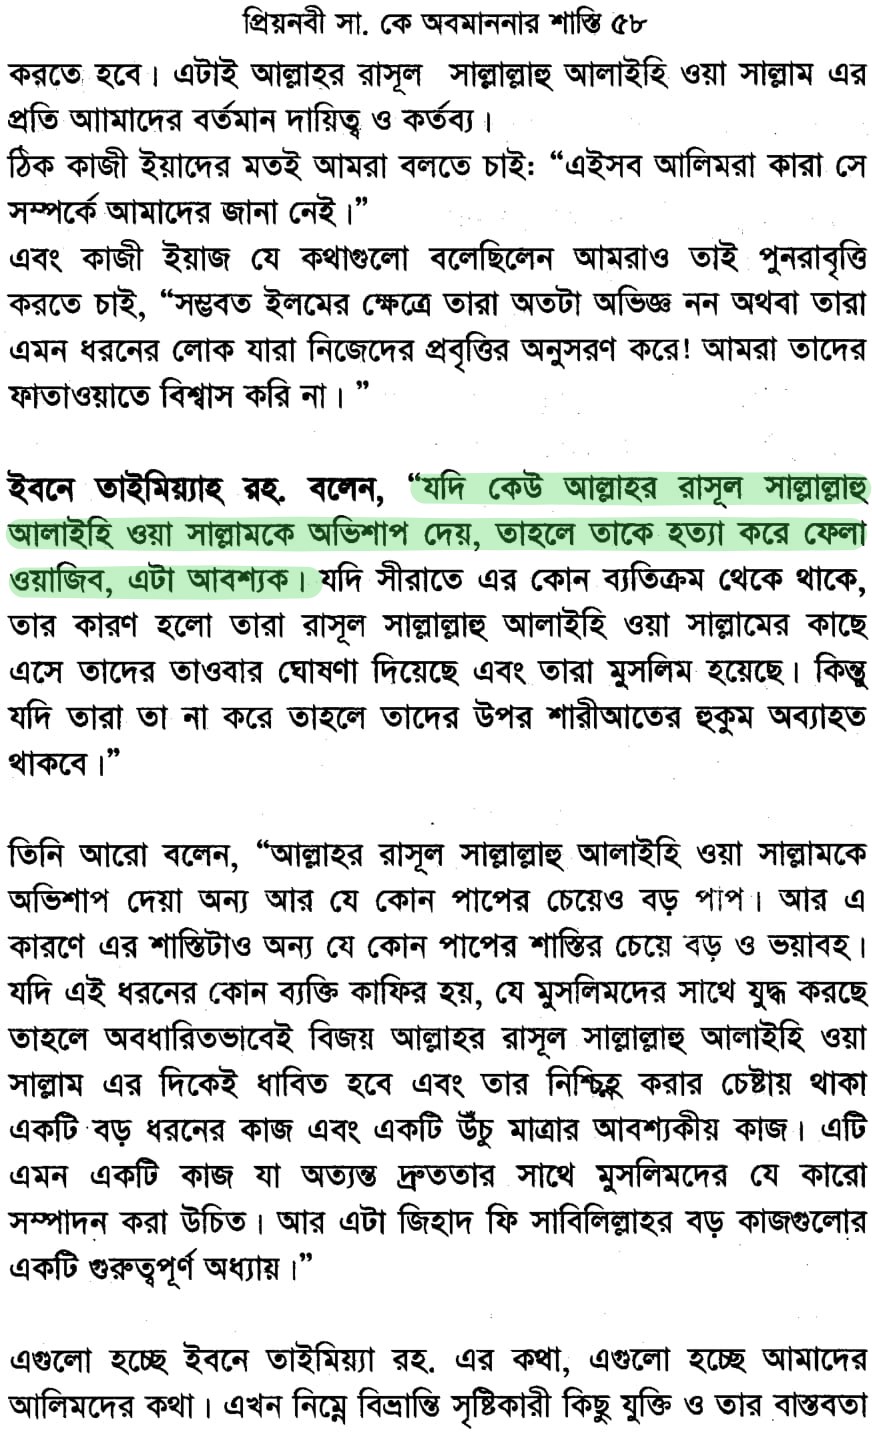 প্রিয়নবী সা. কে অবমাননার শাস্তি ৫৮
করতে হবে। এটাই আল্লাহর রাসূল সাল্লাল্লাহু আলাইহি ওয়া সাল্লাম এর
প্রতি আামাদের বর্তমান দায়িত্ব ও কর্তব্য।
ঠিক কাজী ইয়াদের মতই আমরা বলতে চাই: “এইসব আলিমরা কারা সে
সম্পর্কে আমাদের জানা নেই।”
এবং কাজী ইয়াজ যে কথাগুলো বলেছিলেন আমরাও তাই পুনরাবৃত্তি
করতে চাই, “সম্ভবত ইলমের ক্ষেত্রে তারা অতটা অভিজ্ঞ নন অথবা তারা
এমন ধরনের লোক যারা নিজেদের প্রবৃত্তির অনুসরণ করে! আমরা তাদের
ফাতাওয়াতে বিশ্বাস করি না। ”
ইবনে তাইমিয়্যাহ রহ. বলেন, “যদি কেউ আল্লাহর রাসূল সাল্লাল্লাহু
আলাইহি ওয়া সাল্লামকে অভিশাপ দেয়, তাহলে তাকে হত্যা করে ফেলা
ওয়াজিব, এটা আবশ্যক। যদি সীরাতে এর কোন ব্যতিক্রম থেকে থাকে,
তার কারণ হলো তারা রাসূল সাল্লাল্লাহু আলাইহি ওয়া সাল্লামের কাছে
এসে তাদের তাওবার ঘোষণা দিয়েছে এবং তারা মুসলিম হয়েছে। কিন্তু
যদি তারা তা না করে তাহলে তাদের উপর শারীআতের হুকুম অব্যাহত
থাকবে।”
তিনি আরো বলেন, “আল্লাহর রাসূল সাল্লাল্লাহু আলাইহি ওয়া সাল্লামকে
অভিশাপ দেয়া অন্য আর যে কোন পাপের চেয়েও বড় পাপ। আর এ
কারণে এর শাস্তিটাও অন্য যে কোন পাপের শাস্তির চেয়ে বড় ও ভয়াবহ।
যদি এই ধরনের কোন ব্যক্তি কাফির হয়, যে মুসলিমদের সাথে যুদ্ধ করছে
তাহলে অবধারিতভাবেই বিজয় আল্লাহর রাসূল সাল্লাল্লাহু আলাইহি ওয়া
সাল্লাম এর দিকেই ধাবিত হবে এবং তার নিশ্চিহ্ন করার চেষ্টায় থাকা
একটি বড় ধরনের কাজ এবং একটি উঁচু মাত্রার আবশ্যকীয় কাজ। এটি
এমন একটি কাজ যা অত্যন্ত দ্রুততার সাথে মুসলিমদের যে কারো
সম্পাদন করা উচিত। আর এটা জিহাদ ফি সাবিলিল্লাহর বড় কাজগুলোর
একটি গুরুত্বপূর্ণ অধ্যায়।”
এগুলো হচ্ছে ইবনে তাইমিয়্যা রহ. এর কথা, এগুলো হচ্ছে আমাদের
আলিমদের কথা। এখন নিম্নে বিভ্রান্তি সৃষ্টিকারী কিছু যুক্তি ও তার বাস্তবতা